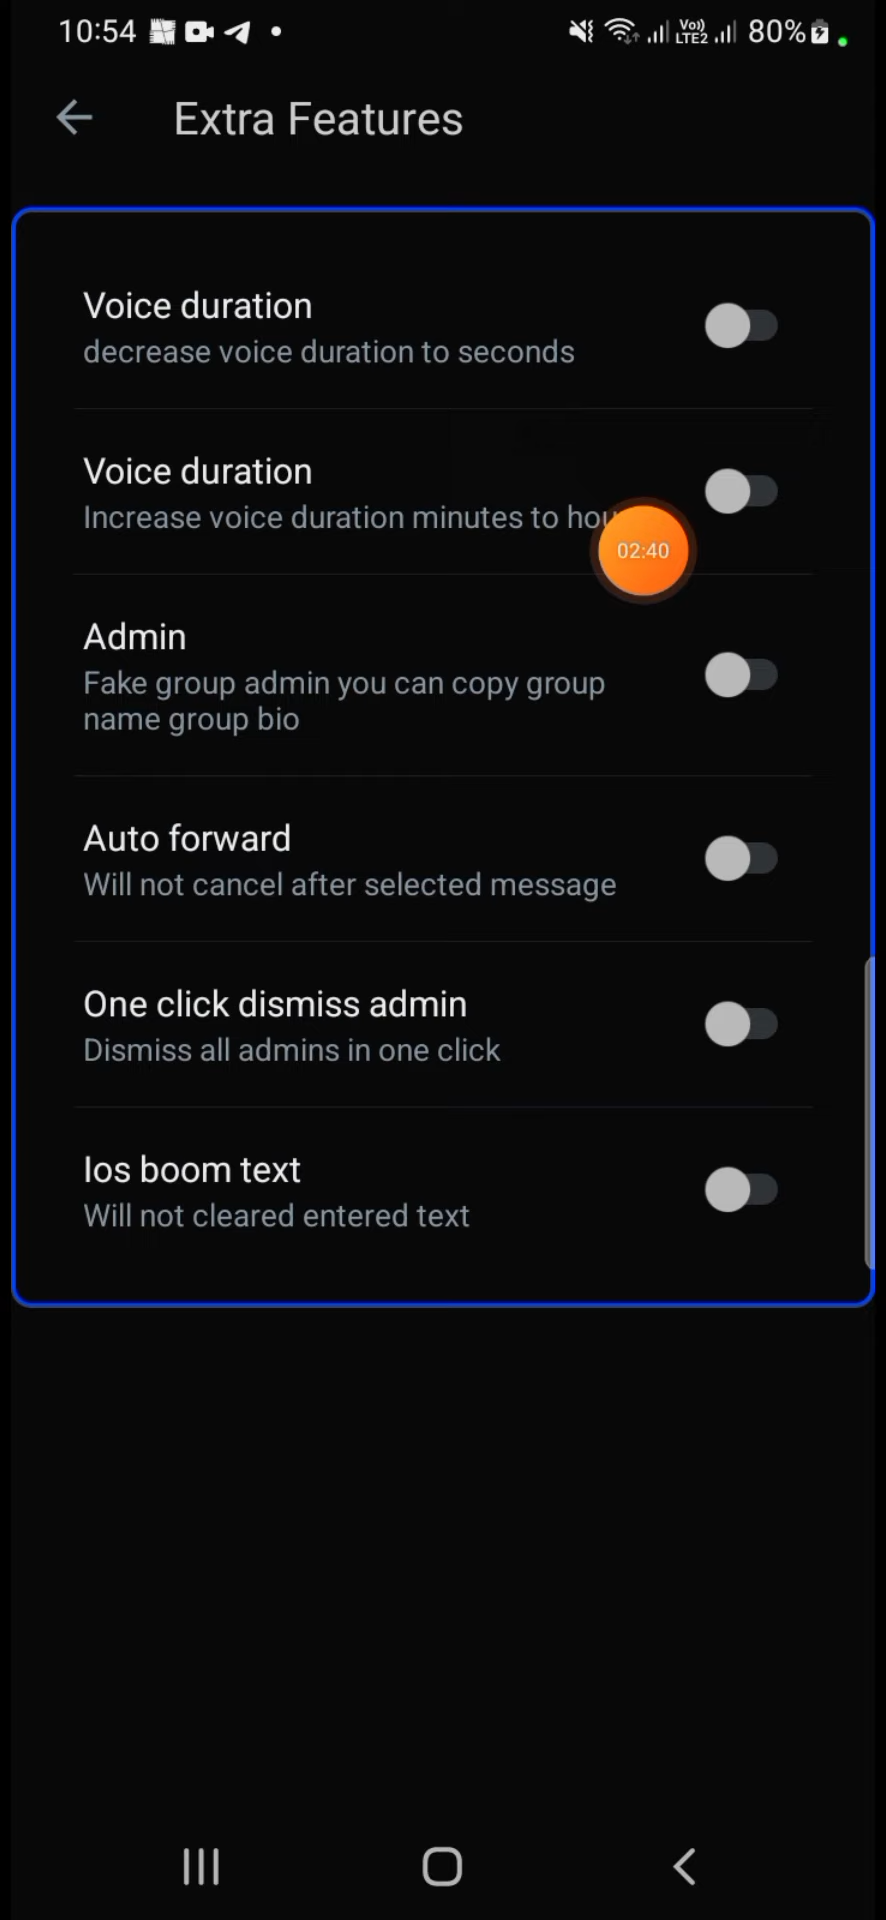 10:54
Vo))
LTE2
80%
Extra Features
Voice duration
decrease voice duration to seconds
Voice duration
Increase voice duration minutes to
02:40
Admin
Fake group admin you can copy group
name group bio
Auto forward
Will not cancel after selected message
One click dismiss admin
Dismiss all admins in one click
Ios boom text
Will not cleared entered text